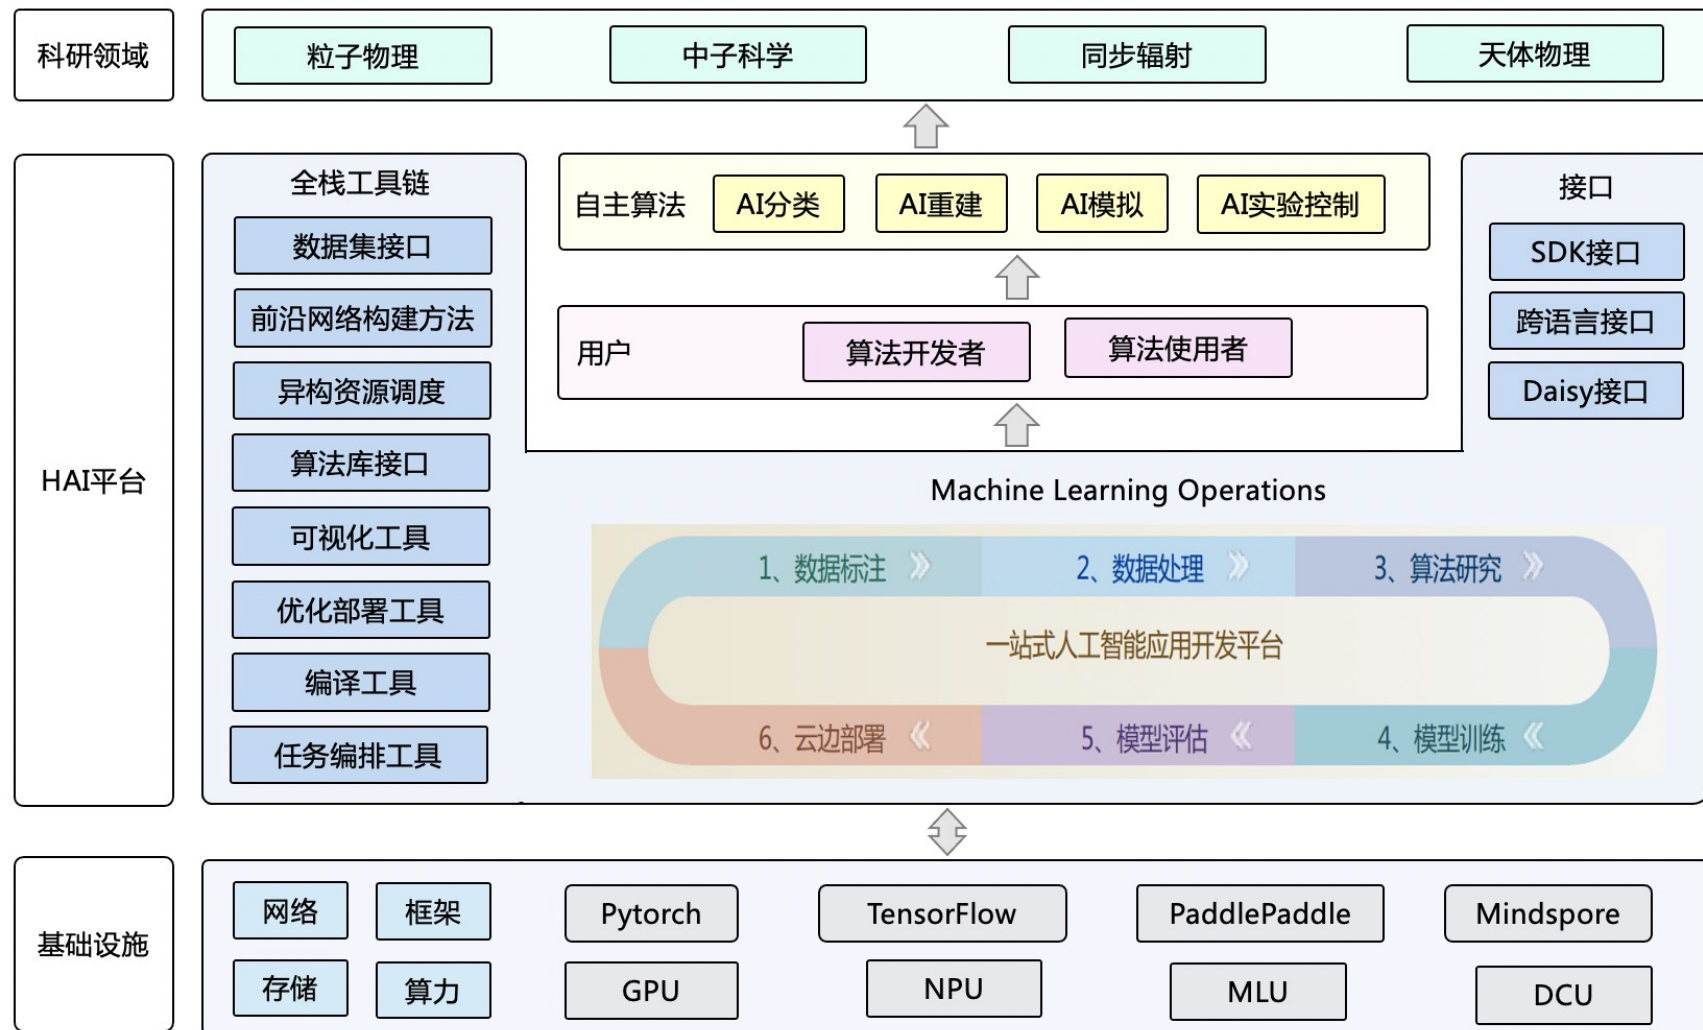 科研领域
粒子物理
中子科学
同步辐射
天体物理
HAI平台
全栈工具链
数据集接口
前沿网络构建方法
异构资源调度
算法库接口
可视化工具
优化部署工具
编译工具
任务编排工具
自主算法
AI分类
AI重建
AI模拟
AI实验控制
用户
算法开发者
算法使用者
接口
SDK接口
跨语言接口
Daisy接口
Machine Learning Operations
1、数据标注
2、数据处理
3、算法研究
一站式人工智能应用开发平台
6、云边部署
5、模型评估
4、模型训练
基础设施
网络
框架
存储
算力
Pytorch
TensorFlow
PaddlePaddle
Mindspore
GPU
NPU
MLU
DCU